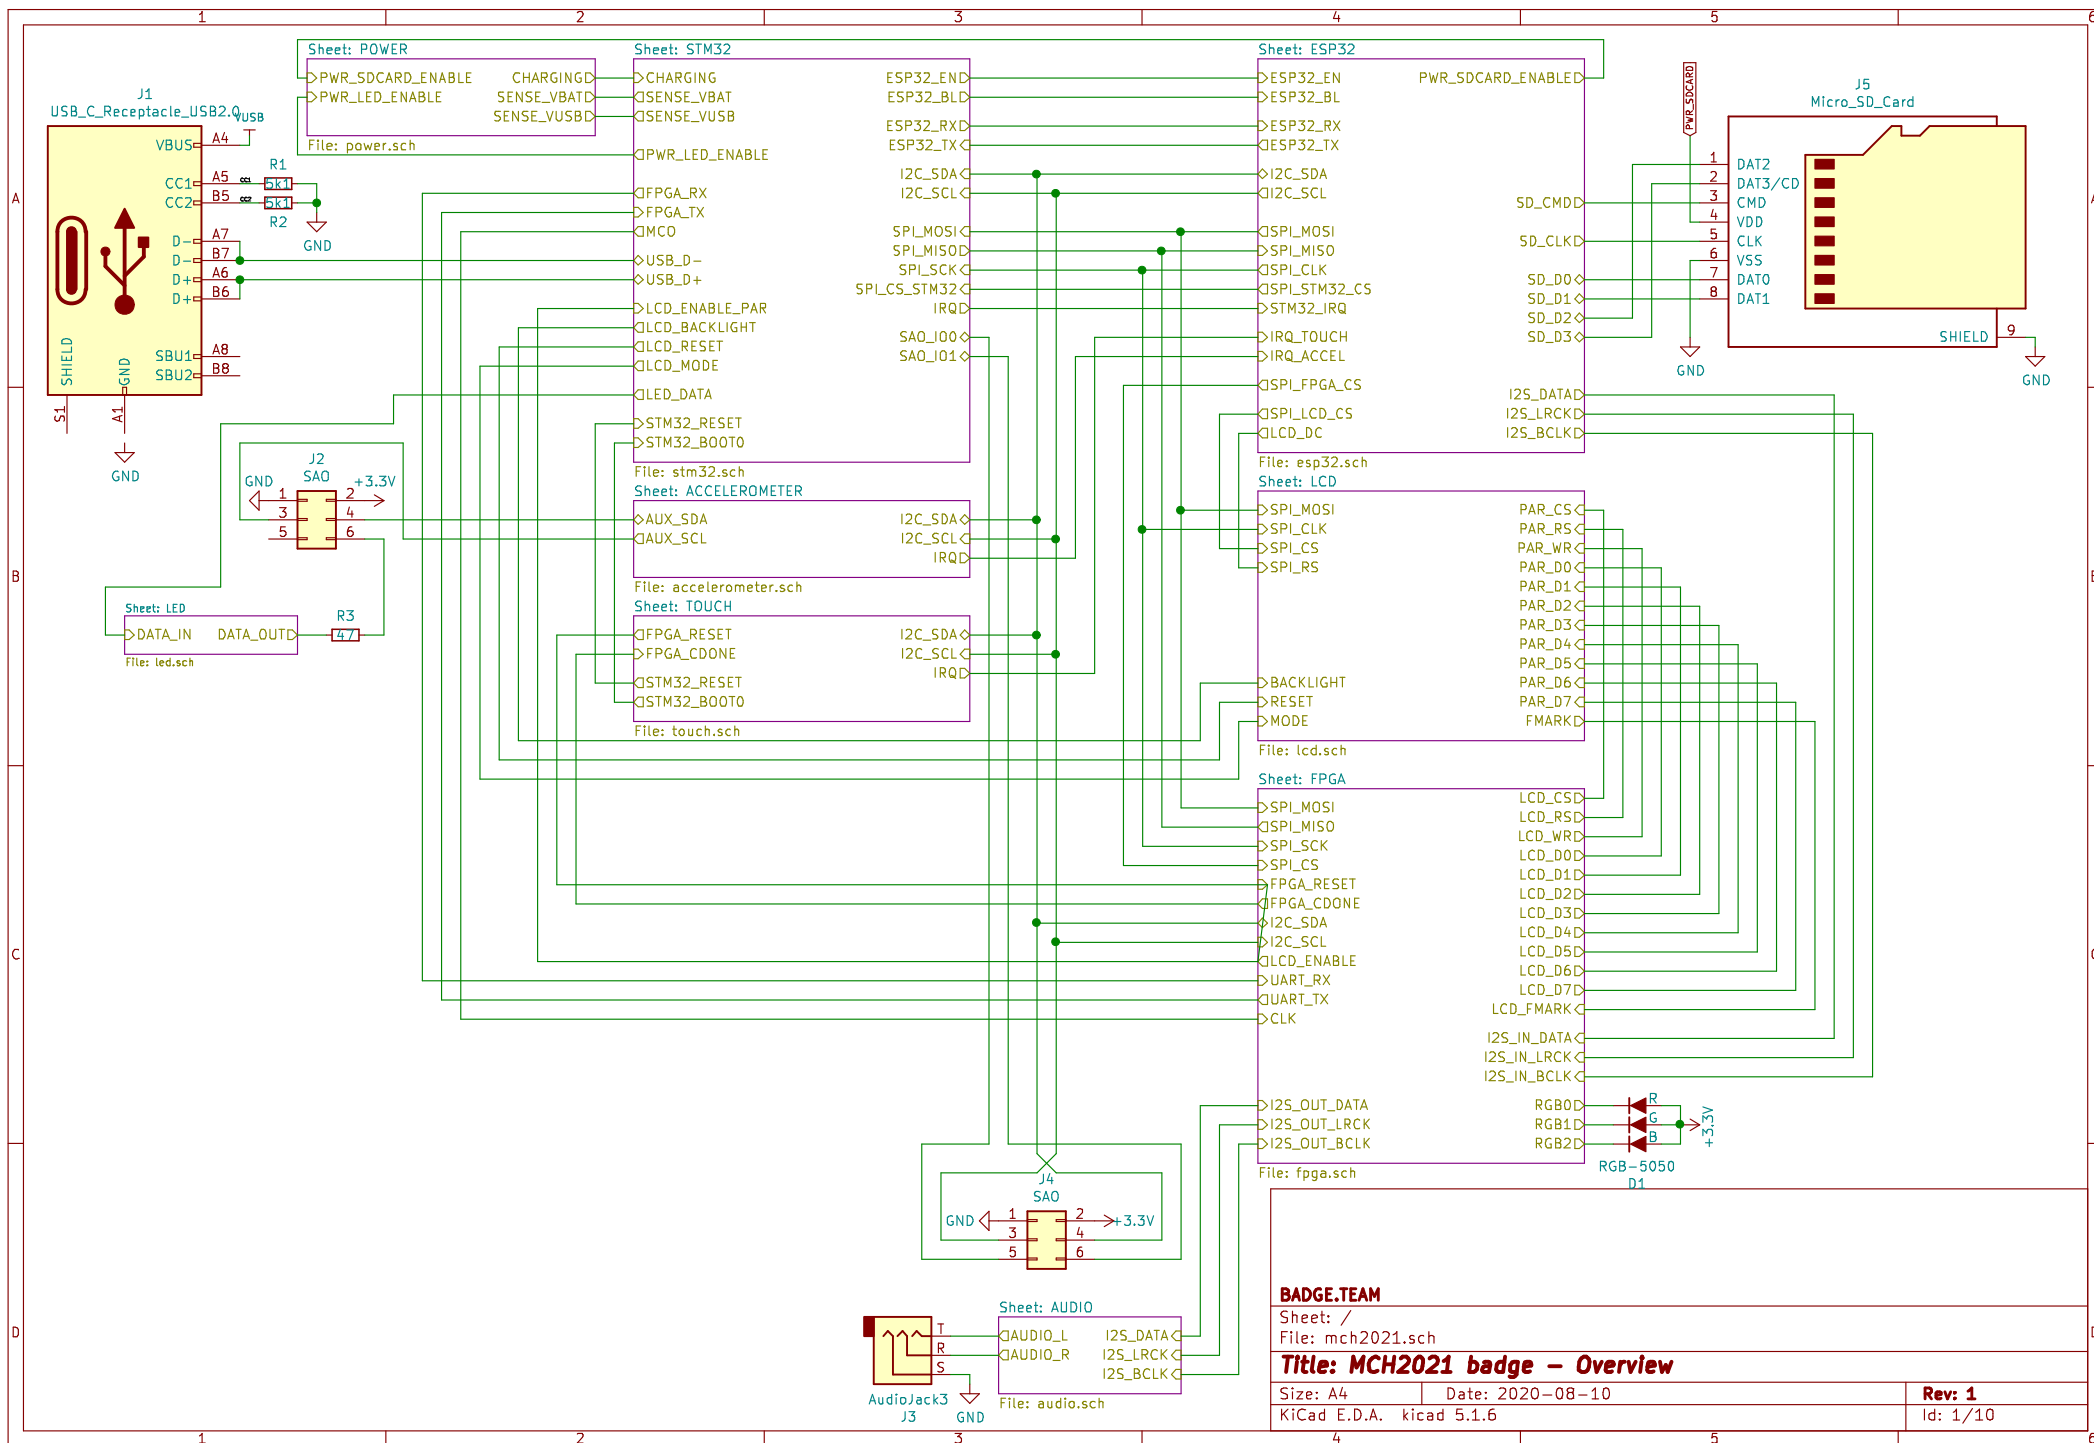 1 2 3 4 5 6
A
B
C
D
J1
USB_C_Receptacle_USB2.0
VUSB
VBUS A4
CC1 A5
CC2 B5
D- A7
D- B7
D+ A6
D+ B6
SBU1 A8
SBU2 B8
SHIELD
GND
S1
A1
GND
R1
5k1
5k1
R2
GND
Sheet: POWER
PWR_SDCARD_ENABLE CHARGING
PWR_LED_ENABLE SENSE_VBAT
SENSE_VUSB
File: power.sch
Sheet: STM32
CHARGING ESP32_EN
SENSE_VBAT ESP32_BL
SENSE_VUSB
ESP32_RX
ESP32_TX
PWR_LED_ENABLE
I2C_SDA
FPGA_RX I2C_SCL
FPGA_TX
MCO SPI_MOSI
SPI_MISO
USB_D- SPI_SCK
USB_D+ SPI_CS_STM32
LCD_ENABLE_PAR IRQ
LCD_BACKLIGHT SAO_IO0
LCD_RESET SAO_IO1
LCD_MODE
LED_DATA
STM32_RESET
STM32_BOOT0
File: stm32.sch
Sheet: ESP32
ESP32_EN PWR_SDCARD_ENABLE
ESP32_BL
ESP32_RX
ESP32_TX
I2C_SDA
I2C_SCL SD_CMD
SPI_MOSI SD_CLK
SPI_MISO
SPI_CLK SD_D0
SPI_STM32_CS SD_D1
STM32_IRQ SD_D2
IRQ_TOUCH SD_D3
IRQ_ACCEL
SPI_FPGA_CS I2S_DATA
SPI_LCD_CS I2S_LRCK
LCD_DC I2S_BCLK
File: esp32.sch
PWR_SDCARD
J5
Micro_SD_Card
1 DAT2
2 DAT3/CD
3 CMD
4 VDD
5 CLK
6 VSS
7 DAT0
8 DAT1
SHIELD 9
GND
GND
J2
SAO
GND +3.3V
1 2
3 4
5 6
Sheet: ACCELEROMETER
AUX_SDA I2C_SDA
AUX_SCL I2C_SCL
IRQ
File: accelerometer.sch
Sheet: LED
DATA_IN DATA_OUT
File: led.sch
R3
47
Sheet: TOUCH
FPGA_RESET I2C_SDA
FPGA_CDONE I2C_SCL
IRQ
STM32_RESET
STM32_BOOT0
File: touch.sch
Sheet: LCD
SPI_MOSI PAR_CS
SPI_CLK PAR_RS
SPI_CS PAR_WR
SPI_RS PAR_D0
PAR_D1
PAR_D2
PAR_D3
PAR_D4
PAR_D5
BACKLIGHT PAR_D6
RESET PAR_D7
MODE FMARK
File: lcd.sch
Sheet: FPGA
SPI_MOSI LCD_CS
SPI_MISO LCD_RS
SPI_SCK LCD_WR
SPI_CS LCD_D0
FPGA_RESET LCD_D1
FPGA_CDONE LCD_D2
I2C_SDA LCD_D3
I2C_SCL LCD_D4
LCD_ENABLE LCD_D5
UART_RX LCD_D6
UART_TX LCD_D7
CLK LCD_FMARK
I2S_IN_DATA
I2S_IN_LRCK
I2S_IN_BCLK
I2S_OUT_DATA RGB0
I2S_OUT_LRCK RGB1
I2S_OUT_BCLK RGB2
File: fpga.sch
R
G
B
+3.3V
RGB-5050
D1
J4
SAO
GND 1 2 +3.3V
3 4
5 6
Sheet: AUDIO
AUDIO_L I2S_DATA
AUDIO_R I2S_LRCK
I2S_BCLK
File: audio.sch
T
R
S
AudioJack3
J3
GND
BADGE.TEAM
Sheet: /
File: mch2021.sch
Title: MCH2021 badge - Overview
Size: A4 Date: 2020-08-10 Rev: 1
KiCad E.D.A. kicad 5.1.6 Id: 1/10
1 2 3 4 5 6